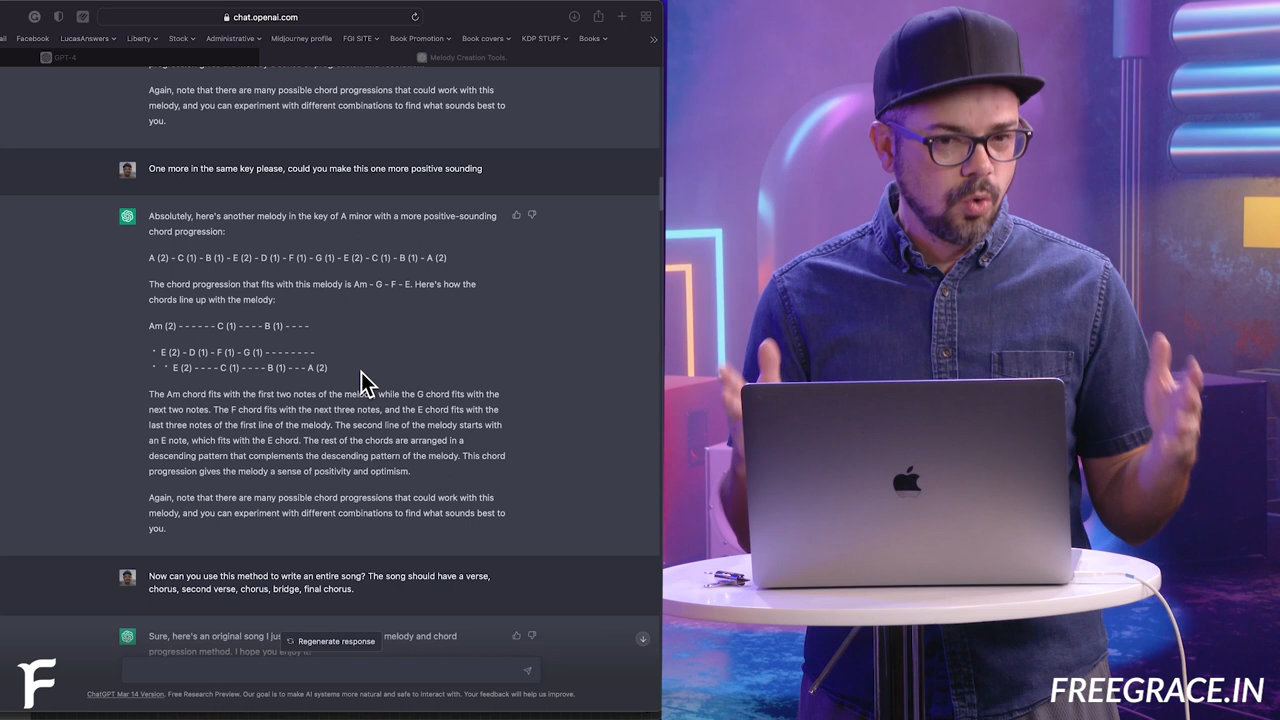 chat.openai.com
ail Facebook LucasAnswers Liberty Stock Administrative Midjourney profile FGI SITE Book Promotion Book covers KDP STUFF Books
GPT-4 Melody Creation Tools.
Again, note that there are many possible chord progressions that could work with this
melody, and you can experiment with different combinations to find what sounds best to
you.
One more in the same key please, could you make this one more positive sounding
Absolutely, here's another melody in the key of A minor with a more positive-sounding
chord progression:
A (2) - C (1) - B (1) - E (2) - D (1) - F (1) - G (1) - E (2) - C (1) - B (1) - A (2)
The chord progression that fits with this melody is Am - G - F - E. Here's how the
chords line up with the melody:
Am (2) - - - - - - C (1) - - - - B (1) - - - -
E (2) - D (1) - F (1) - G (1) - - - - - - - -
E (2) - - - - C (1) - - - - B (1) - - - A (2)
The Am chord fits with the first two notes of the while the G chord fits with the
next two notes. The F chord fits with the next three notes, and the E chord fits with the
last three notes of the first line of the melody. The second line of the melody starts with
an E note, which fits with the E chord. The rest of the chords are arranged in a
descending pattern that complements the descending pattern of the melody. This chord
progression gives the melody a sense of positivity and optimism.
Again, note that there are many possible chord progressions that could work with this
melody, and you can experiment with different combinations to find what sounds best to
you.
Now can you use this method to write an entire song? The song should have a verse,
chorus, second verse, chorus, bridge, final chorus.
Sure, here's an original song I melody and chord
Regenerate response
progression method. I hope you enjoy
ChatGPT Mar 14 Version. Free Research Preview. Our goal is to make AI systems more natural and safe to interact with. Your feedback will help us improve.
F
FREEGRACE.IN